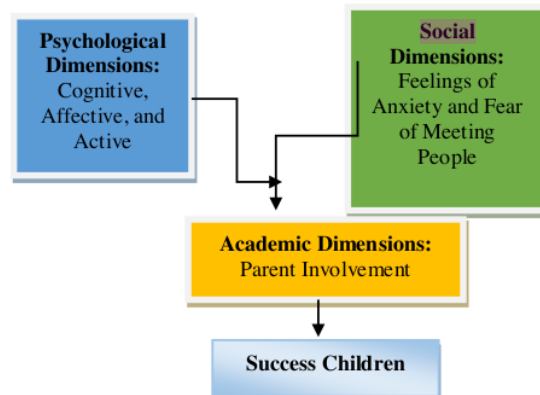 Psychological
Dimensions:
Cognitive,
Affective, and
Active
Social
Dimensions:
Feelings of
Anxiety and Fear
of Meeting
People
Academic Dimensions:
Parent Involvement
Success Children